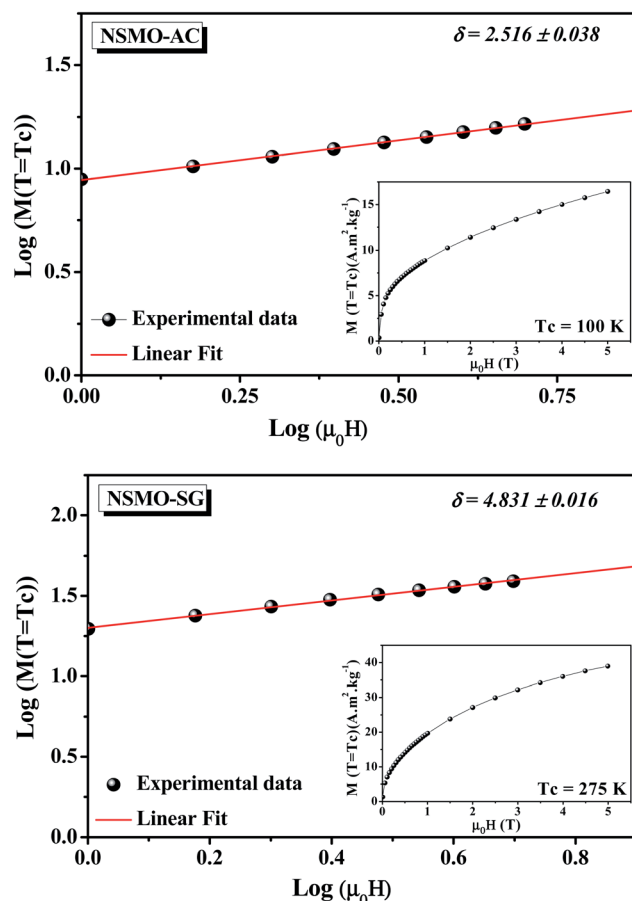 NSMO-AC
δ = 2.516 ± 0.038
1.5
1.0
0.5
0.0
0.00 0.25 0.50 0.75
Log (M(T=Tc))
Log (μ₀H)
Experimental data
Linear Fit
15
10
5
0
0 1 2 3 4 5
M (T=Tc)(A.m².kg⁻¹)
μ₀H (T)
Tc = 100 K
NSMO-SG
δ = 4.831 ± 0.016
2.0
1.5
1.0
0.5
0.0
0.0 0.2 0.4 0.6 0.8
Log (M(T=Tc))
Log (μ₀H)
Experimental data
Linear Fit
40
30
20
10
0
0 1 2 3 4 5
M (T=Tc)(A.m².kg⁻¹)
μ₀H (T)
Tc = 275 K